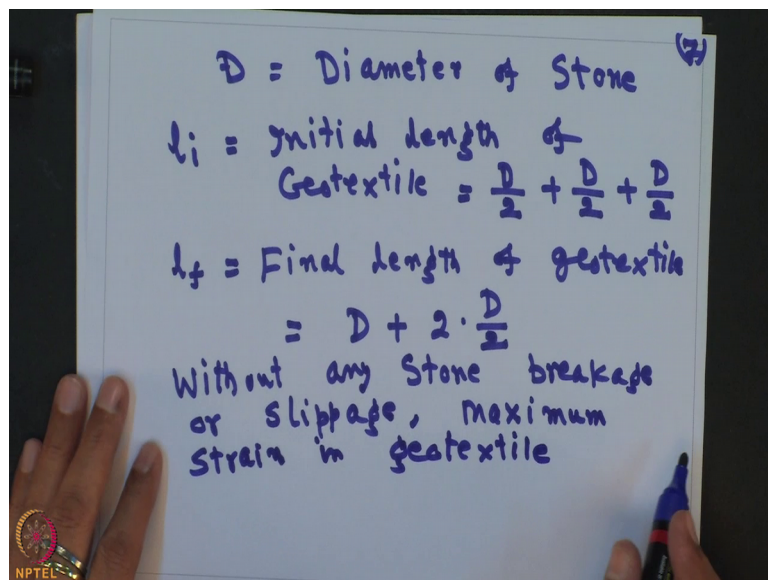 (7)
D = Diameter of Stone
li = Initial length of
Geotextile = D/2 + D/2 + D/2
lf = Final length of geotextile
= D + 2 · D/2
Without any Stone breakage
or slippage, maximum
strain in geotextile
NPTEL